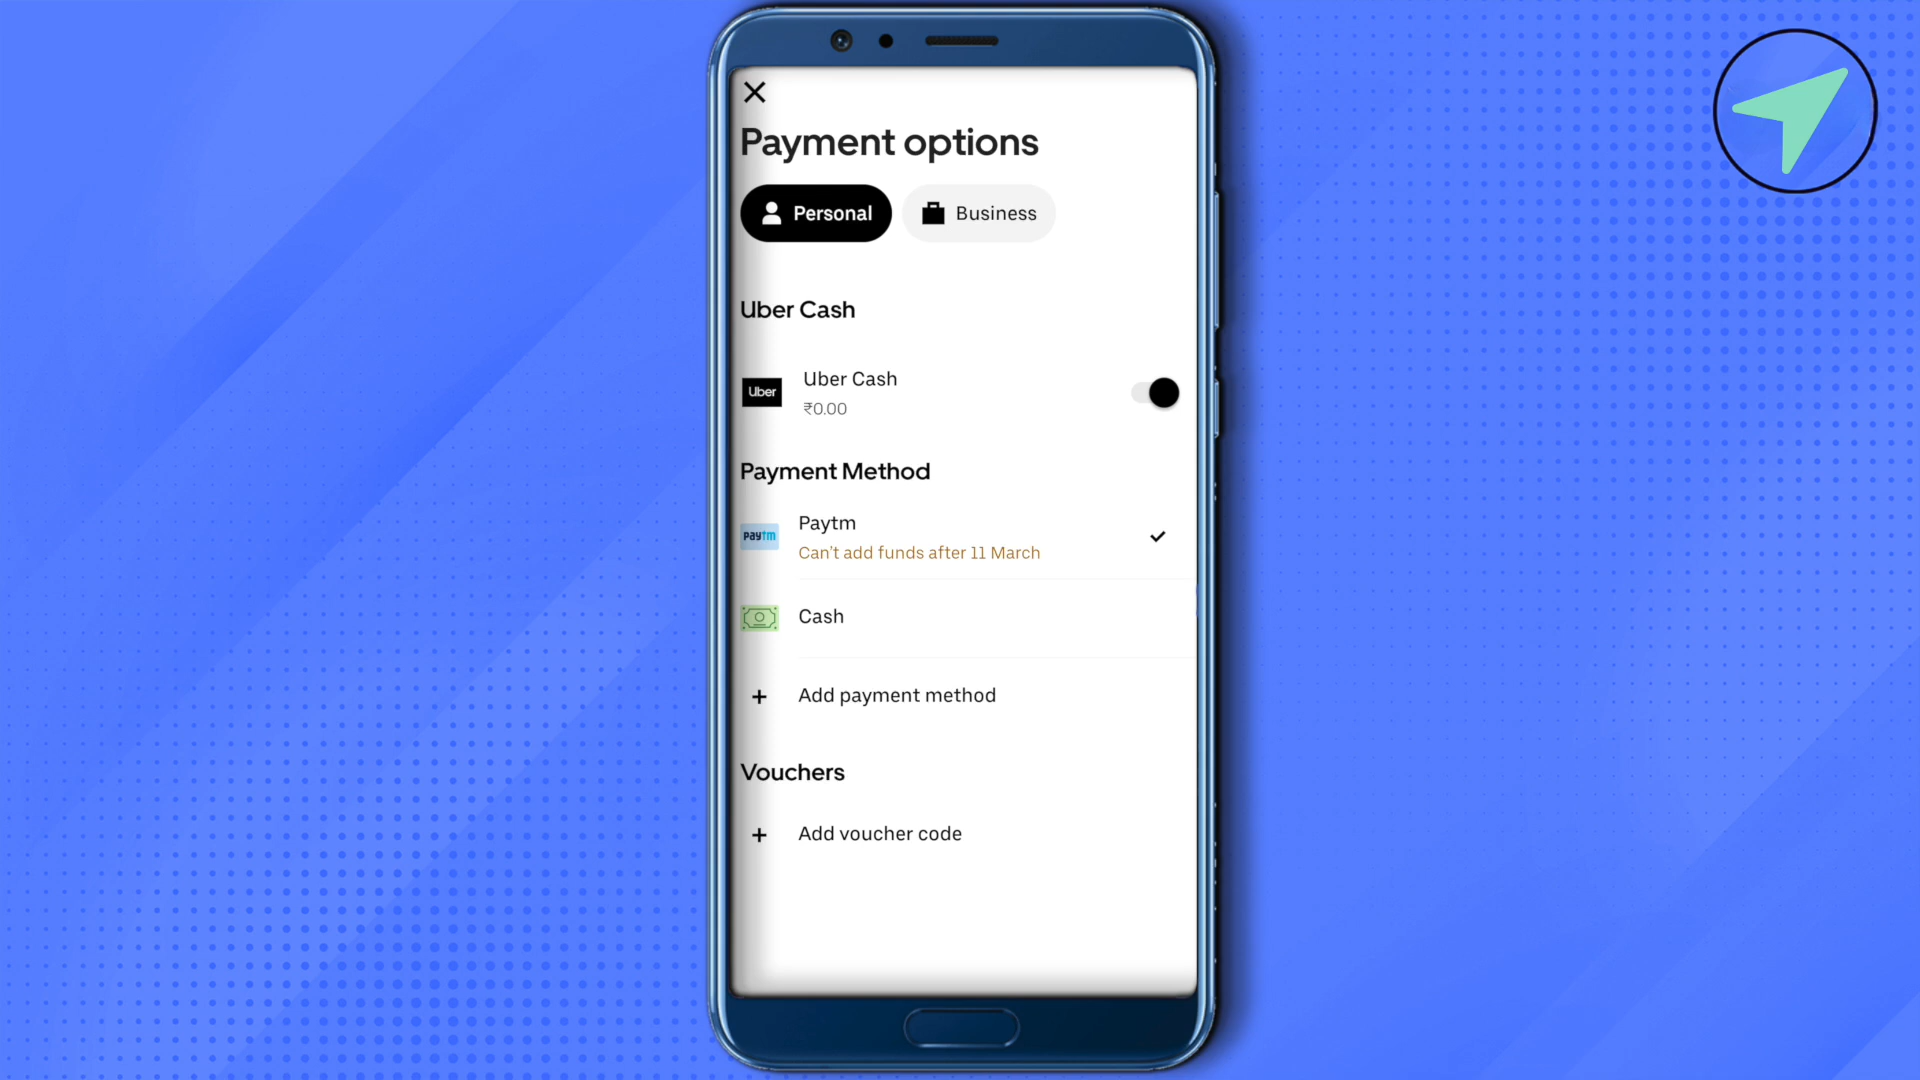 Payment options
Personal
Business
Uber Cash
Uber
Uber Cash
₹0.00
Payment Method
paytm
Paytm
Can't add funds after 11 March
Cash
Add payment method
Vouchers
Add voucher code